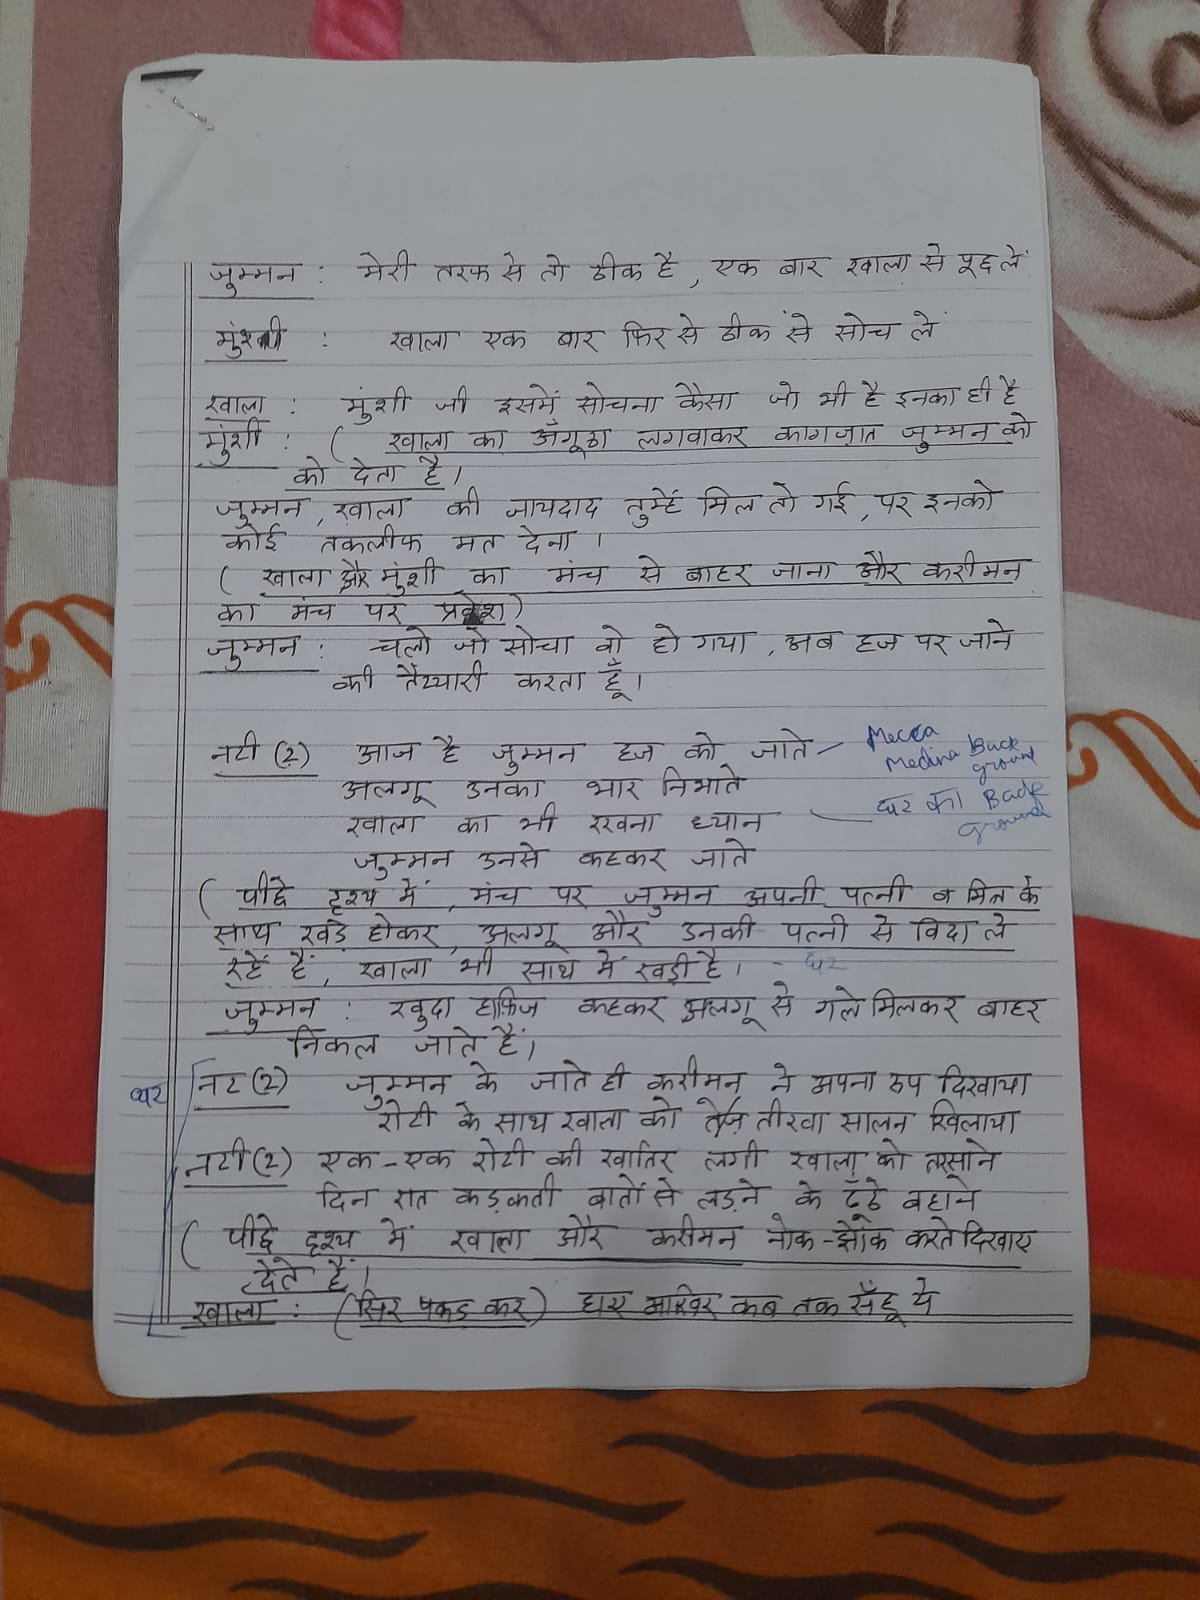 जुम्मन : मेरी तरफ से तो ठीक है, एक बार खाला से पूछ लें
मुंशी : खाला एक बार फिर से ठीक से सोच लें
खाला : मुंशी जी इसमें सोचना कैसा जो भी है इनका ही है
मुंशी : ( खाला का अँगूठा लगवाकर कागज़ात जुम्मन को
को देता है।
जुम्मन, खाला की जायदाद तुम्हें मिल तो गई, पर इनको
कोई तकलीफ मत देना ।
( खाला और मुंशी का मंच से बाहर जाना और करीमन
का मंच पर प्रवेश)
जुम्मन : चलो जो सोचा वो हो गया, अब हज पर जाने
की तैय्यारी करता हूँ।
नटी (2) आज है जुम्मन हज को जाते – Mecca
Medina Back
ground
अलगू उनका भार निभाते
खाला का भी रखना ध्यान — घर का Back
ground
जुम्मन उनसे कहकर जाते
( पीछे दृश्य में, मंच पर जुम्मन अपनी पत्नी व मित्र के
साथ खड़े होकर, अलगू और उनकी पत्नी से विदा ले
रहें हैं, खाला भी साथ में खड़ी है। - घर
जुम्मन : खुदा हाफ़िज कहकर अलगू से गले मिलकर बाहर
निकल जाते हैं।
घर नट (2) जुम्मन के जाते ही करीमन ने अपना रुप दिखाया
रोटी के साथ खाला को तेज़ तीखा सालन खिलाया
नटी (2) एक-एक रोटी की खातिर लगी खाला को तरसाने
दिन रात कड़कती बातों से लड़ने के ढूँढे बहाने
( पीछे दृश्य में खाला और करीमन नोक-झोंक करते दिखाए
देते हैं।
खाला : (सिर पकड़ कर) हाए आखिर कब तक सँहू ये